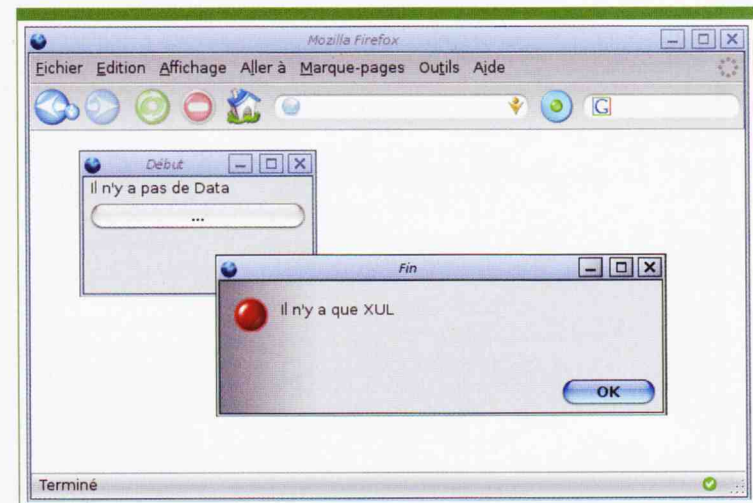 Mozilla Firefox
Fichier Edition Affichage Aller à Marque-pages Outils Aide
G
Début
Il n'y a pas de Data
...
Fin
Il n'y a que XUL
OK
Terminé